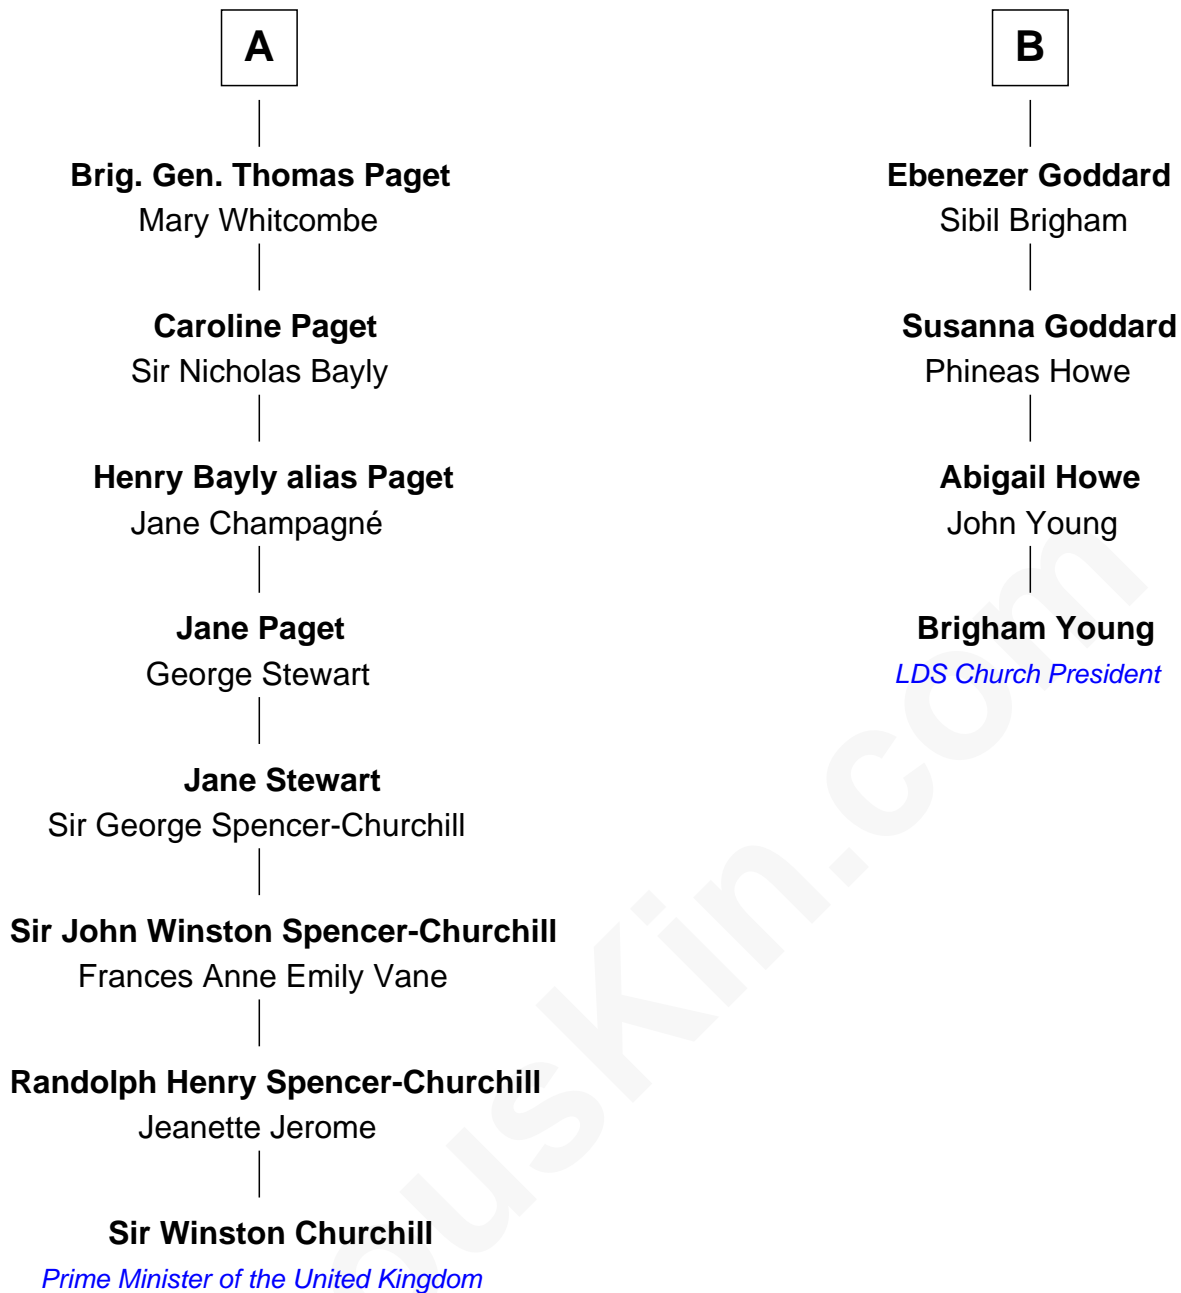 A
Brig. Gen. Thomas Paget
Mary Whitcombe
Caroline Paget
Sir Nicholas Bayly
Henry Bayly alias Paget
Jane Champagné
Jane Paget
George Stewart
Jane Stewart
Sir George Spencer-Churchill
Sir John Winston Spencer-Churchill
Frances Anne Emily Vane
Randolph Henry Spencer-Churchill
Jeanette Jerome
Sir Winston Churchill
Prime Minister of the United Kingdom
B
Ebenezer Goddard
Sibil Brigham
Susanna Goddard
Phineas Howe
Abigail Howe
John Young
Brigham Young
LDS Church President
ousKin.com